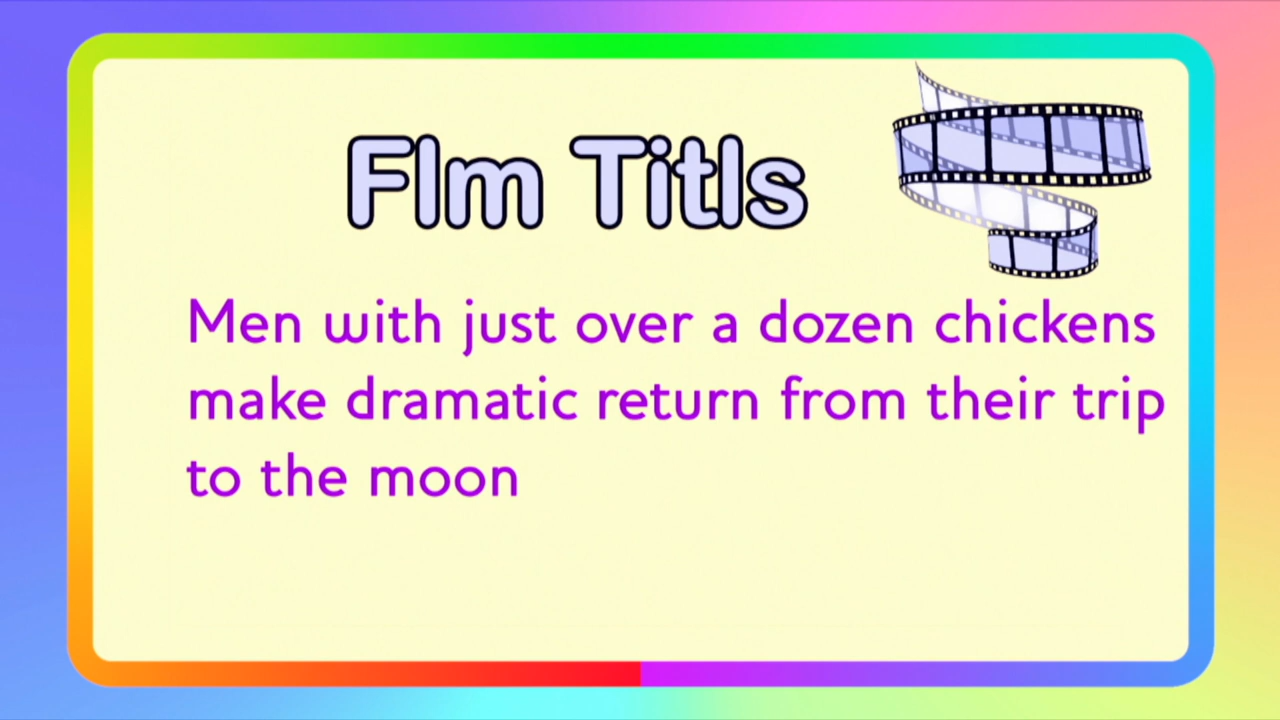 Flm Titls
Men with just over a dozen chickens
make dramatic return from their trip
to the moon